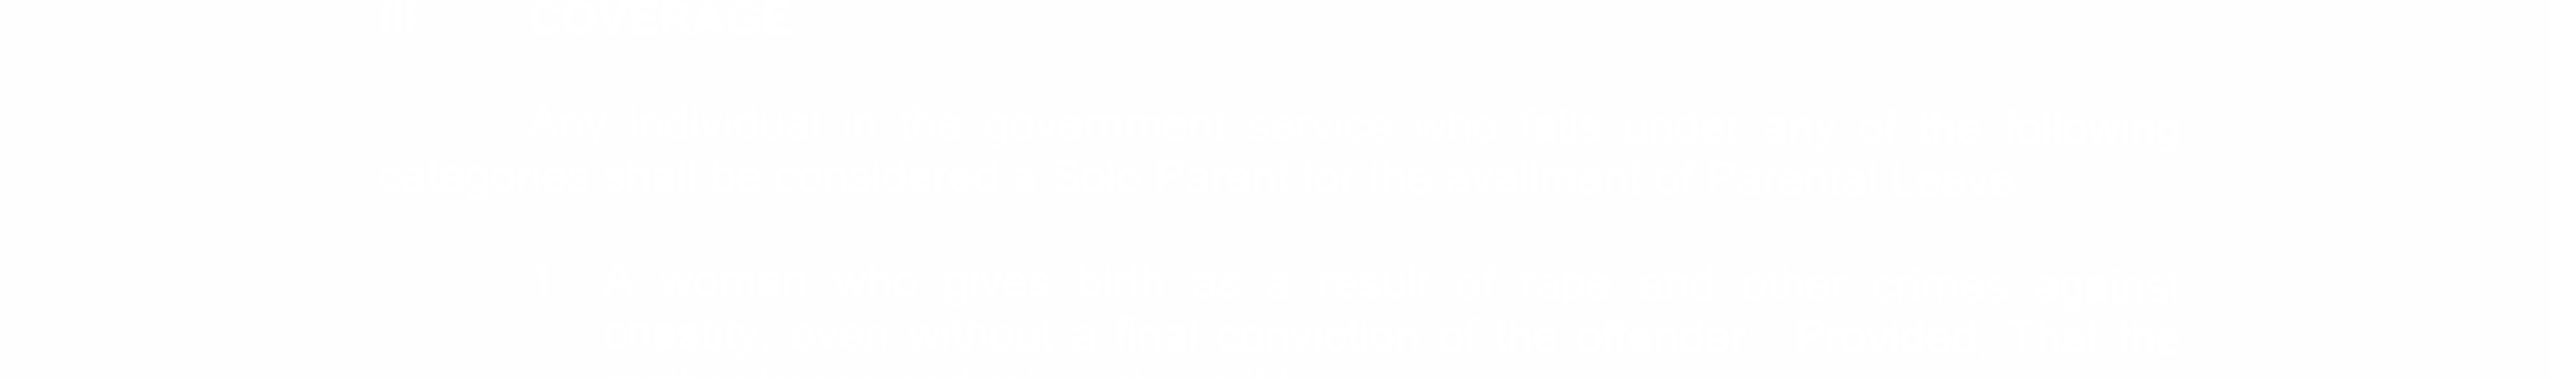 COVERAGE
Any individual in the government service who falls under any of the following
categories shall be considered a Solo Parent for the availment of Parental Leave
A woman who gives birth as a result of rape and other crimes against
chastity, even without a final conviction of the offender: Provided, That the